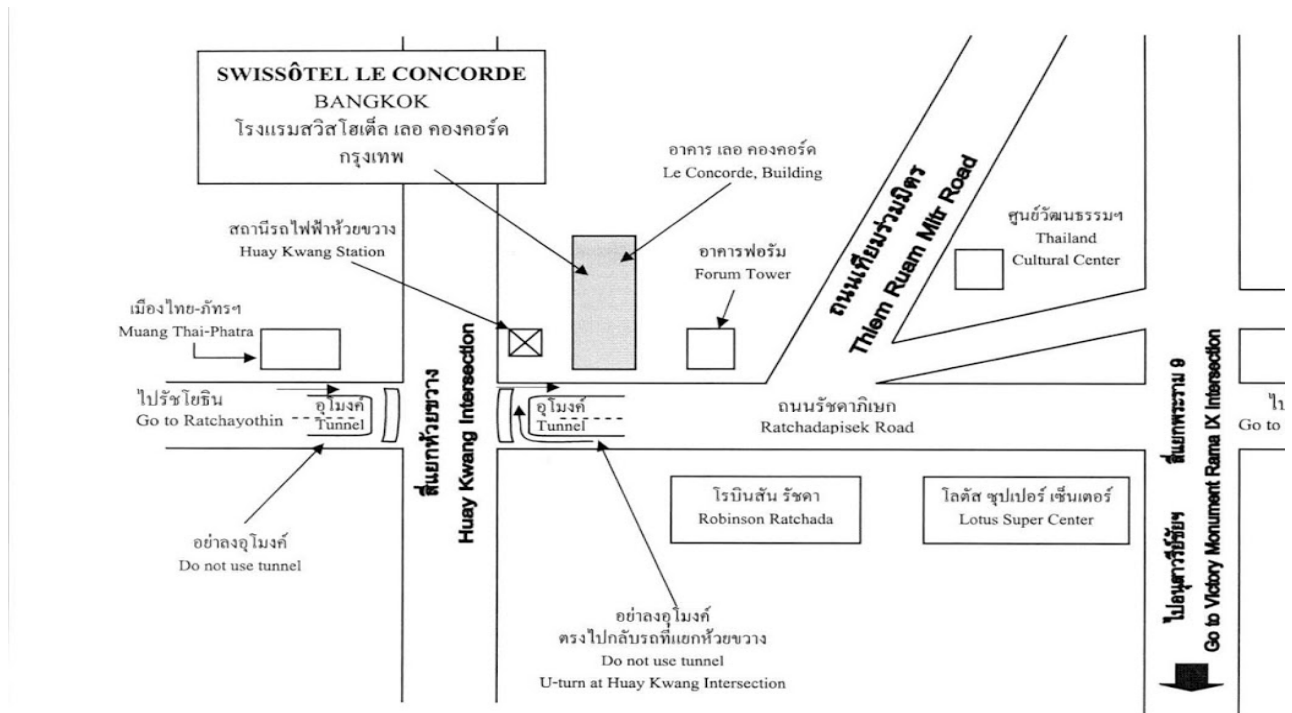 SWISSÔTEL LE CONCORDE
BANGKOK
โรงแรมสวิสโฮเต็ล เลอ คองคอร์ด
กรุงเทพ
อาคาร เลอ คองคอร์ด
Le Concorde, Building
สถานีรถไฟฟ้าห้วยขวาง
Huay Kwang Station
อาคารฟอรัม
Forum Tower
ถนนเทียมร่วมมิตร
Thiem Ruam Mitr Road
ศูนย์วัฒนธรรมฯ
Thailand
Cultural Center
เมืองไทย-ภัทรฯ
Muang Thai-Phatra
ไปรัชโยธิน
Go to Ratchayothin
อุโมงค์
Tunnel
สี่แยกห้วยขวาง
Huay Kwang Intersection
อุโมงค์
Tunnel
ถนนรัชดาภิเษก
Ratchadapisek Road
ไป
Go to
โรบินสัน รัชดา
Robinson Ratchada
โลตัส ซุปเปอร์ เซ็นเตอร์
Lotus Super Center
อย่าลงอุโมงค์
Do not use tunnel
อย่าลงอุโมงค์
ตรงไปกลับรถที่แยกห้วยขวาง
Do not use tunnel
U-turn at Huay Kwang Intersection
ไปอนุสาวรีย์ชัยฯ สี่แยกพระราม 9
Go to Victory Monument Rama IX Intersection